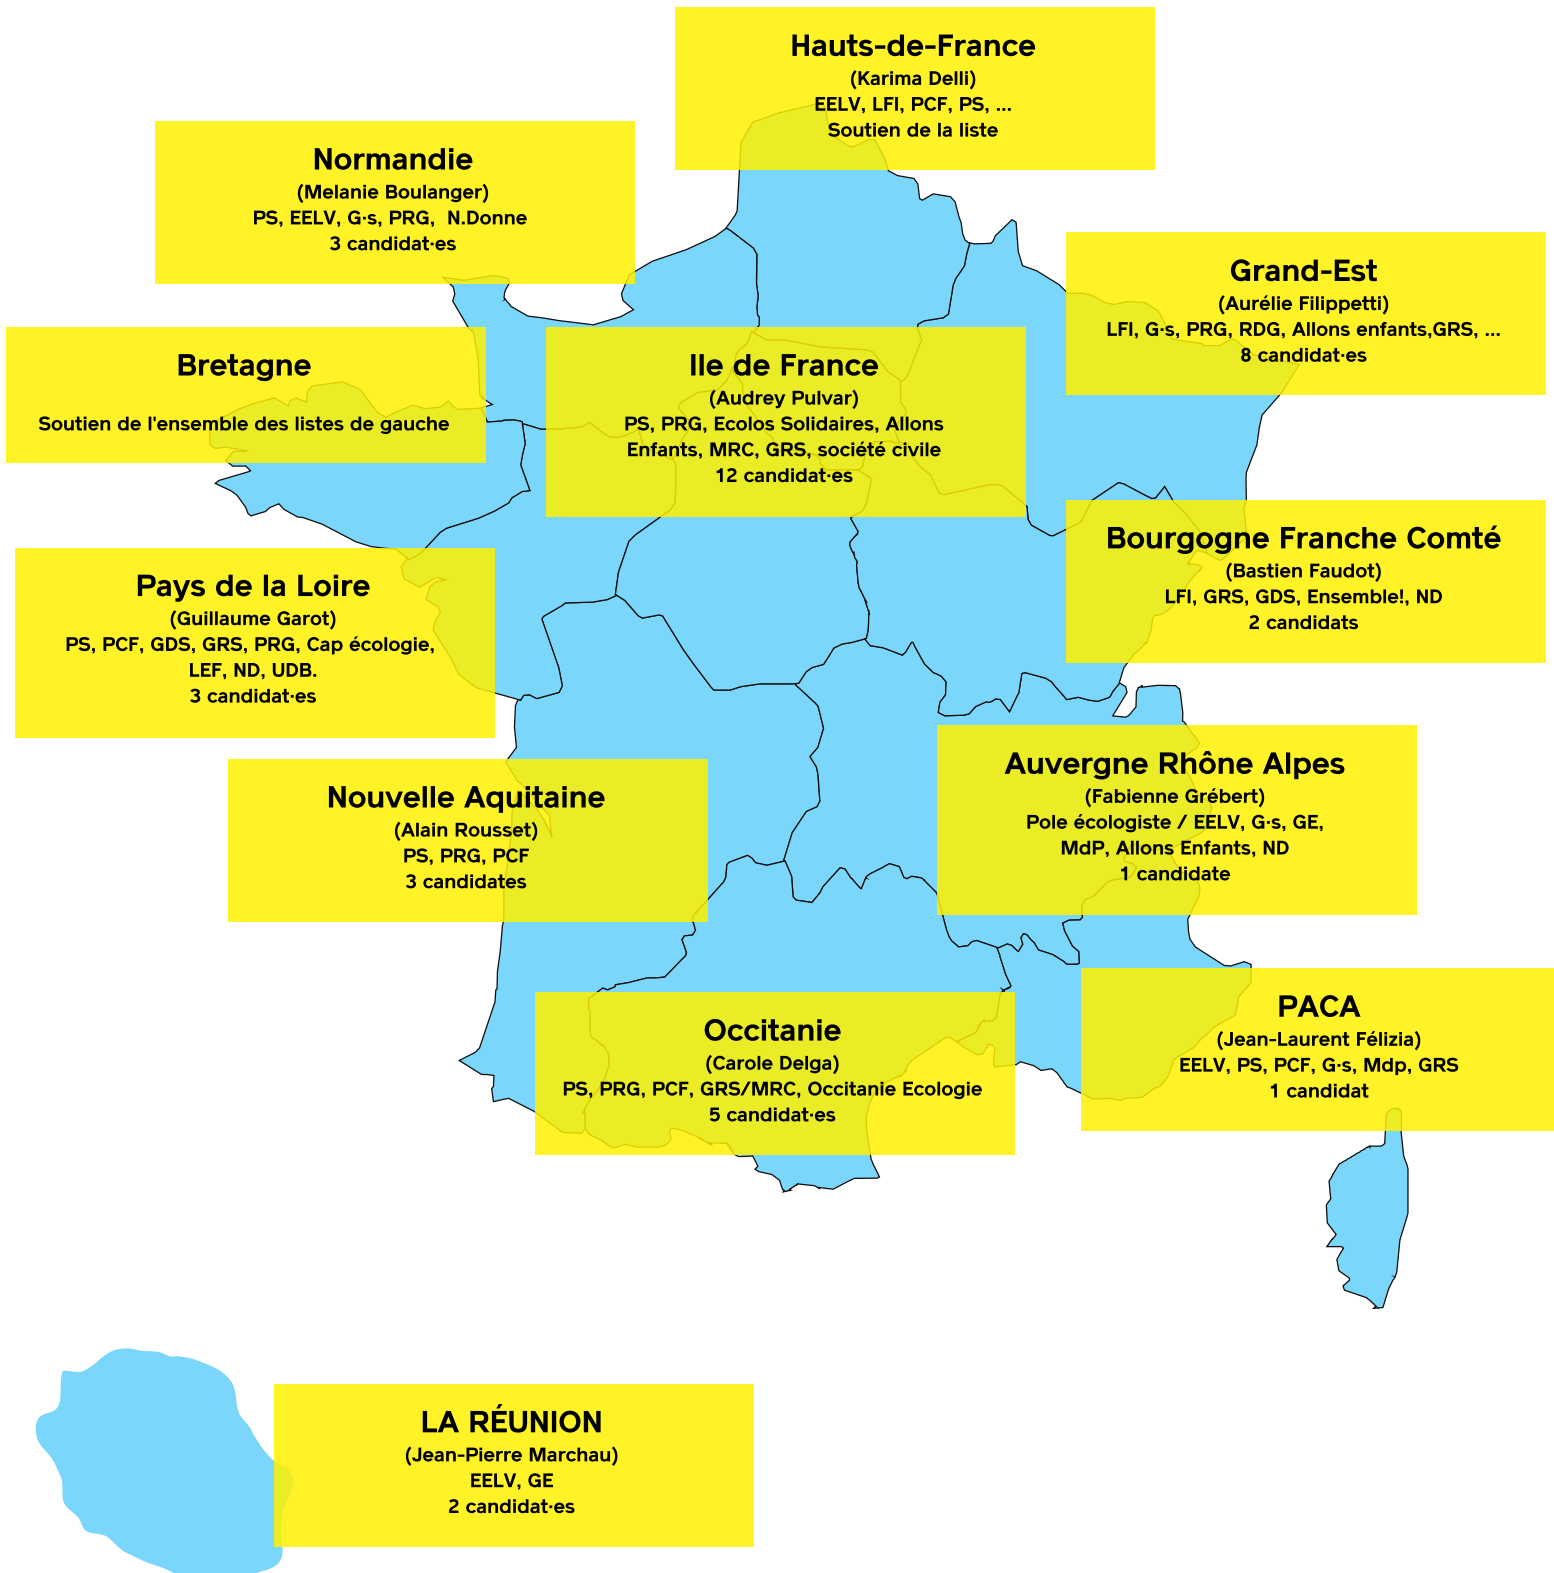 Hauts-de-France
(Karima Delli)
EELV, LFI, PCF, PS, ...
Soutien de la liste
Normandie
(Melanie Boulanger)
PS, EELV, G·s, PRG, N.Donne
3 candidat·es
Grand-Est
(Aurélie Filippetti)
LFI, G·s, PRG, RDG, Allons enfants,GRS, ...
8 candidat·es
Bretagne
Soutien de l'ensemble des listes de gauche
Ile de France
(Audrey Pulvar)
PS, PRG, Ecolos Solidaires, Allons
Enfants, MRC, GRS, société civile
12 candidat·es
Bourgogne Franche Comté
(Bastien Faudot)
LFI, GRS, GDS, Ensemble!, ND
2 candidats
Pays de la Loire
(Guillaume Garot)
PS, PCF, GDS, GRS, PRG, Cap écologie,
LEF, ND, UDB.
3 candidat·es
Nouvelle Aquitaine
(Alain Rousset)
PS, PRG, PCF
3 candidates
Auvergne Rhône Alpes
(Fabienne Grébert)
Pole écologiste / EELV, G·s, GE,
MdP, Allons Enfants, ND
1 candidate
Occitanie
(Carole Delga)
PS, PRG, PCF, GRS/MRC, Occitanie Ecologie
5 candidat·es
PACA
(Jean-Laurent Félizia)
EELV, PS, PCF, G·s, Mdp, GRS
1 candidat
LA RÉUNION
(Jean-Pierre Marchau)
EELV, GE
2 candidat·es